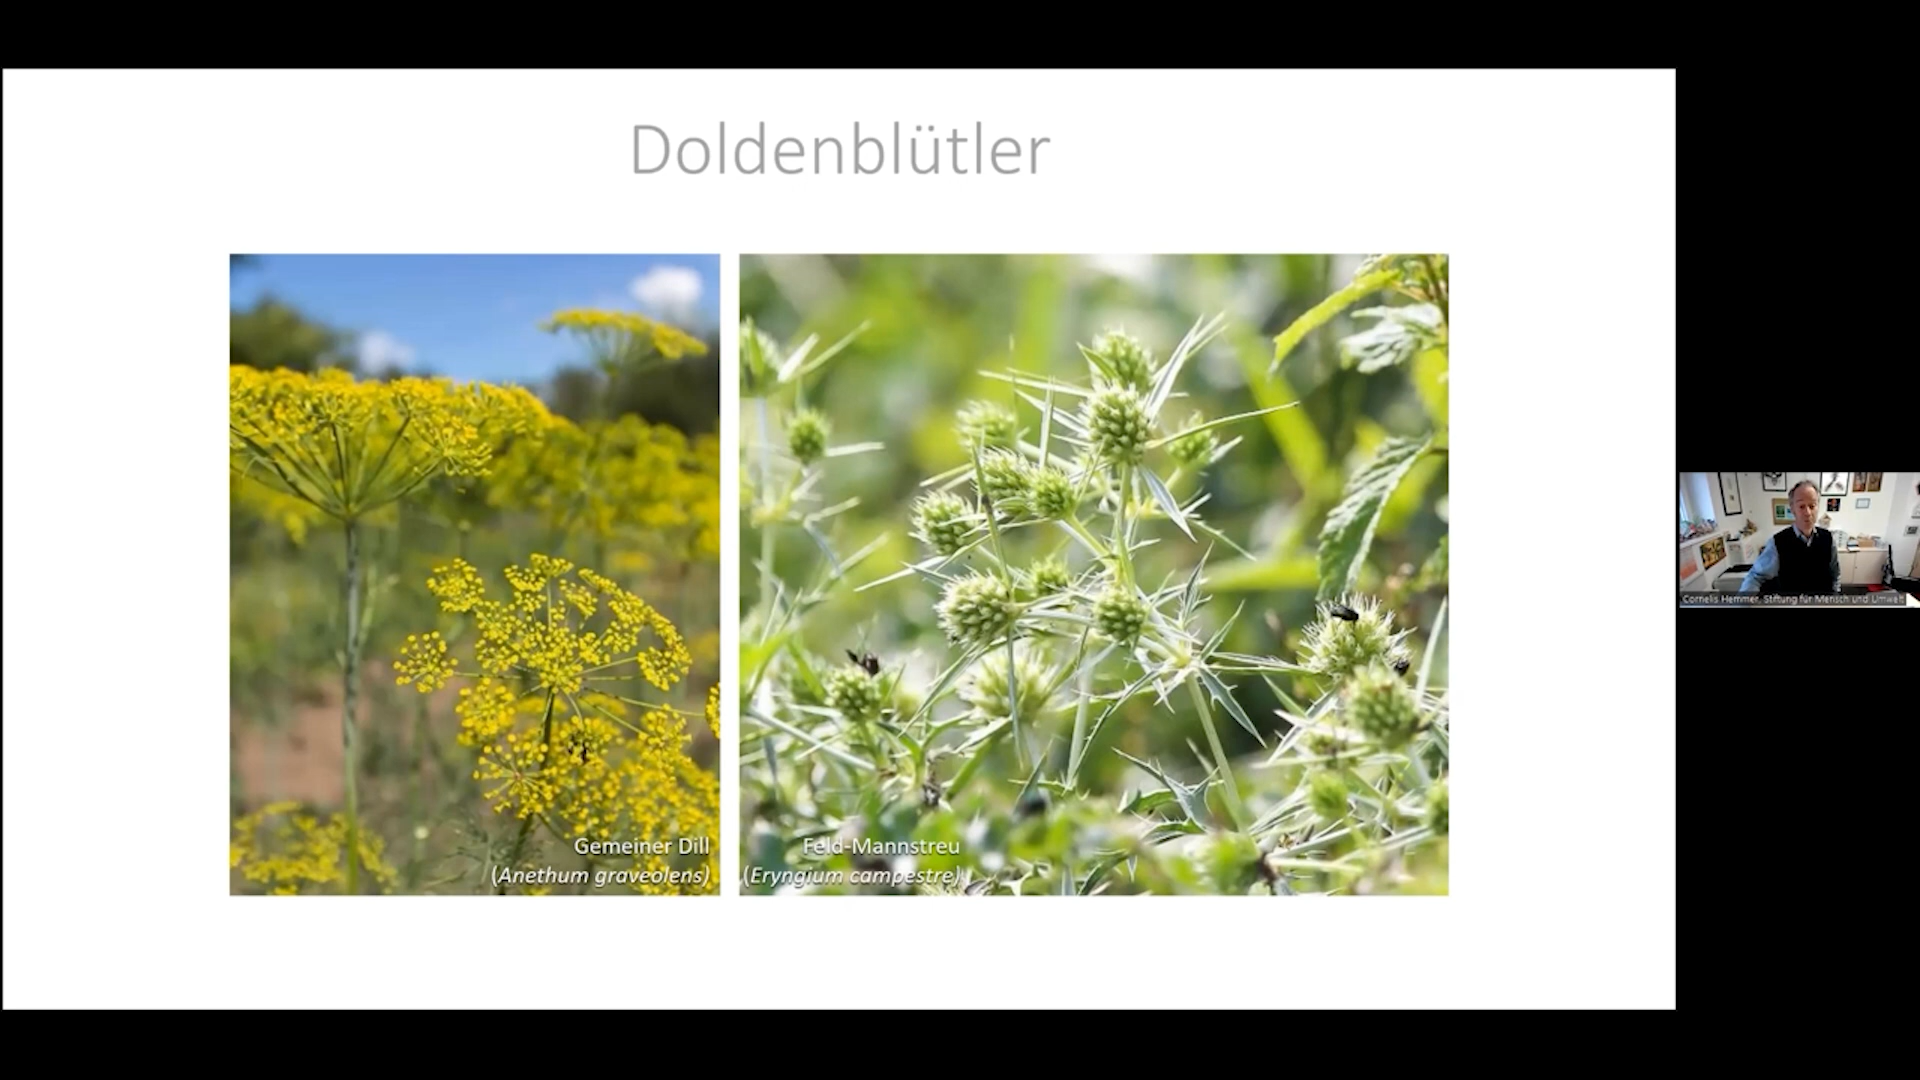 Doldenblütler
Gemeiner Dill
(Anethum graveolens)
Feld-Mannstreu
(Eryngium campestre)
Cornelis Hemmer, Stiftung für Mensch und Umwelt